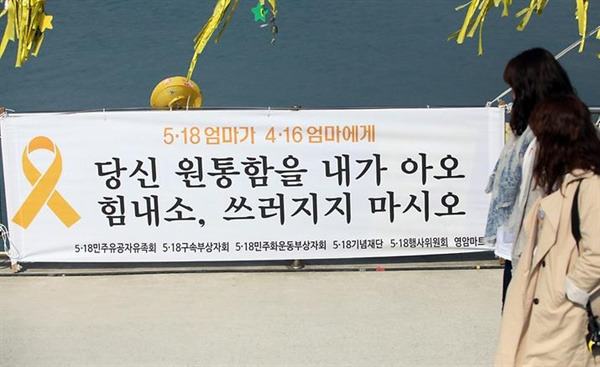 5·18 엄마가 4·16 엄마에게
당신 원통함을 내가 아오
힘내소, 쓰러지지 마시오
5·18민주유공자유족회 5·18구속부상자회 5·18민주화운동부상자회 5·18기념재단 5·18행사위원회 영암마트